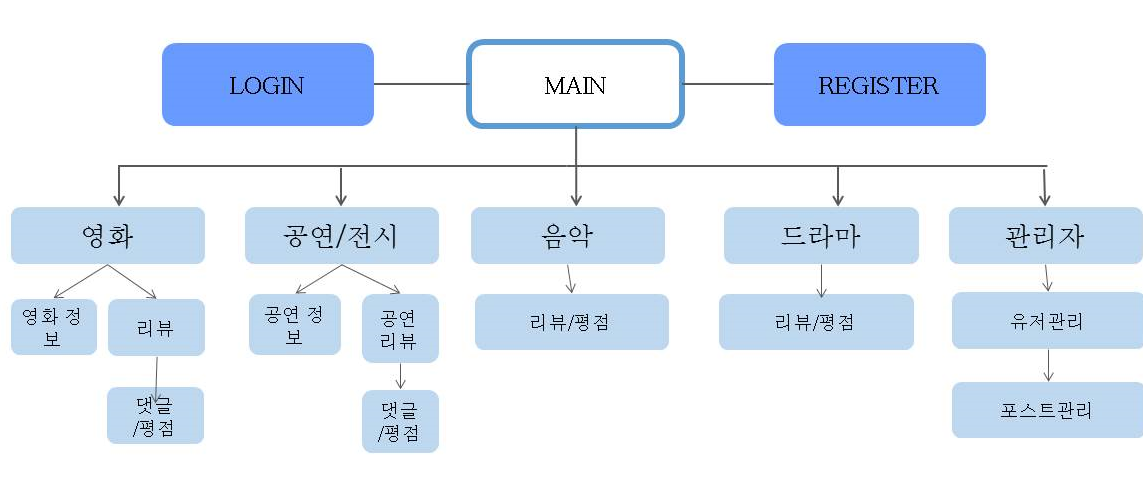 LOGIN
MAIN
REGISTER
영화
공연/전시
음악
드라마
관리자
영화 정
보
리뷰
공연 정
보
공연
리뷰
리뷰/평점
리뷰/평점
유저관리
댓글
/평점
댓글
/평점
포스트관리